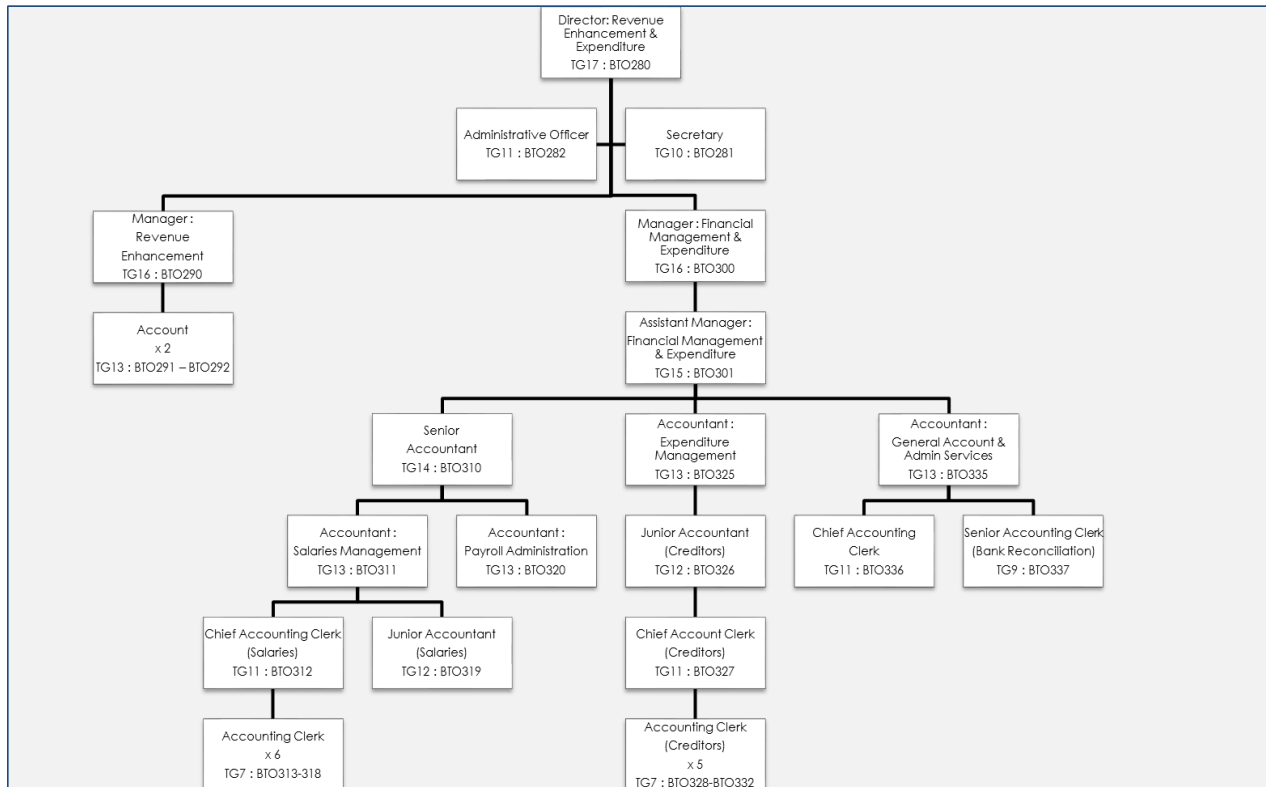 Director: Revenue
Enhancement &
Expenditure
TG17 : BTO280
Administrative Officer
TG11 : BTO282
Secretary
TG10 : BTO281
Manager :
Revenue
Enhancement
TG16 : BTO290
Manager : Financial
Management &
Expenditure
TG16 : BTO300
Account
x 2
TG13 : BTO291 – BTO292
Assistant Manager :
Financial Management
& Expenditure
TG15 : BTO301
Senior
Accountant
TG14 : BTO310
Accountant :
Expenditure
Management
TG13 : BTO325
Accountant :
General Account &
Admin Services
TG13 : BTO335
Accountant :
Salaries Management
TG13 : BTO311
Accountant :
Payroll Administration
TG13 : BTO320
Junior Accountant
(Creditors)
TG12 : BTO326
Chief Accounting
Clerk
TG11 : BTO336
Senior Accounting Clerk
(Bank Reconciliation)
TG9 : BTO337
Chief Accounting Clerk
(Salaries)
TG11 : BTO312
Junior Accountant
(Salaries)
TG12 : BTO319
Chief Account Clerk
(Creditors)
TG11 : BTO327
Accounting Clerk
x 6
TG7 : BTO313-318
Accounting Clerk
(Creditors)
x 5
TG7 : BTO328-BTO332